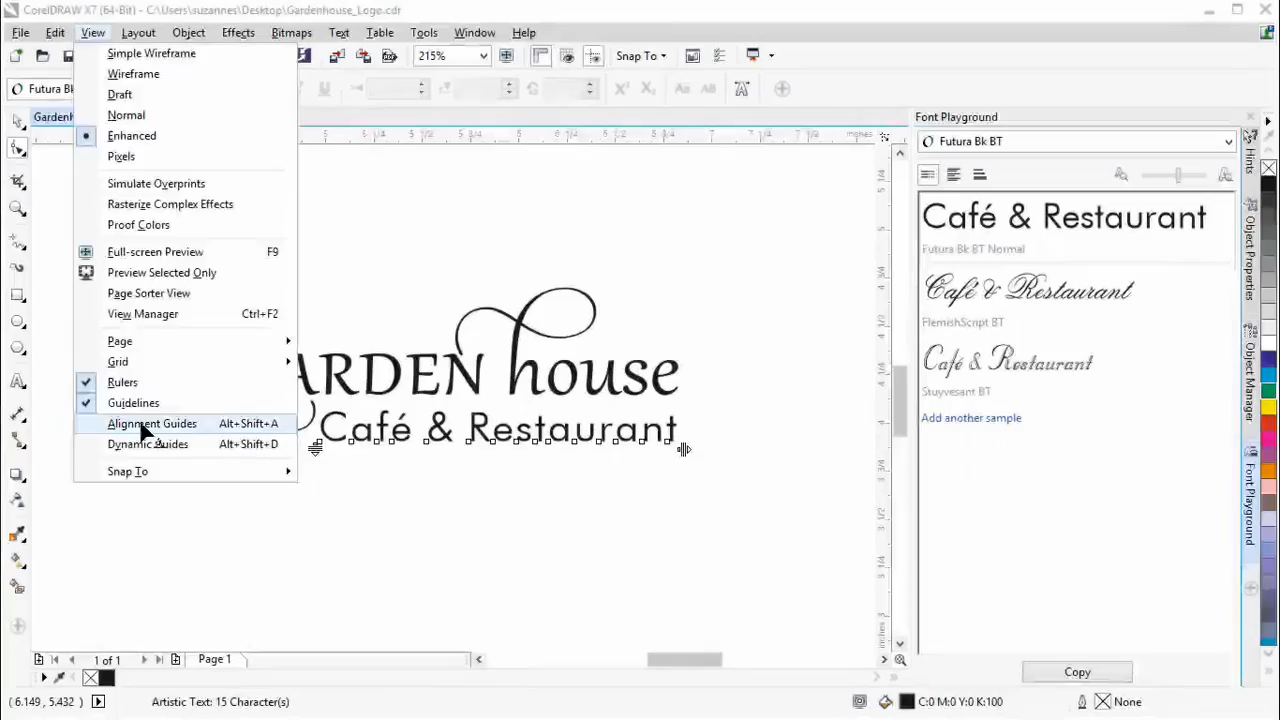 CorelDRAW X7 (64-Bit) - C:\Users\suzannes\Desktop\Gardenhouse_Logo.cdr
File Edit View Layout Object Effects Bitmaps Text Table Tools Window Help
215% Snap To
Futura Bk
Simple Wireframe
Wireframe
Draft
Normal
Enhanced
Pixels
Simulate Overprints
Rasterize Complex Effects
Proof Colors
Full-screen Preview F9
Preview Selected Only
Page Sorter View
View Manager Ctrl+F2
Page
Grid
Rulers
Guidelines
Alignment Guides Alt+Shift+A
Dynamic Guides Alt+Shift+D
Snap To
ARDEN house
Café & Restaurant
Font Playground
Futura Bk BT
Café & Restaurant
Futura Bk BT Normal
Café & Restaurant
FlemishScript BT
Café & Restaurant
Stuyvesant BT
Add another sample
Copy
Hints
Object Properties
Object Manager
Font Playground
1 of 1 Page 1
(6.149, 5.432) Artistic Text: 15 Character(s) C:0 M:0 Y:0 K:100 None